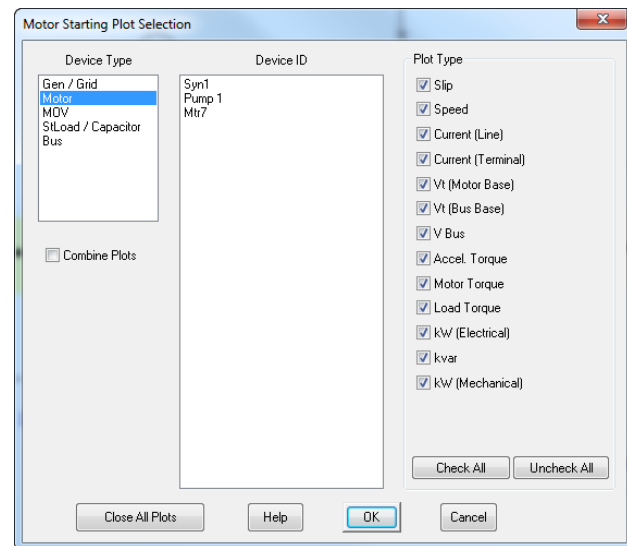 Motor Starting Plot Selection
Device Type
Gen / Grid
Motor
MOV
StLoad / Capacitor
Bus
Combine Plots
Device ID
Syn1
Pump 1
Mtr7
Plot Type
Slip
Speed
Current (Line)
Current (Terminal)
Vt (Motor Base)
Vt (Bus Base)
V Bus
Accel. Torque
Motor Torque
Load Torque
kW (Electrical)
kvar
kW (Mechanical)
Check All
Uncheck All
Close All Plots
Help
OK
Cancel